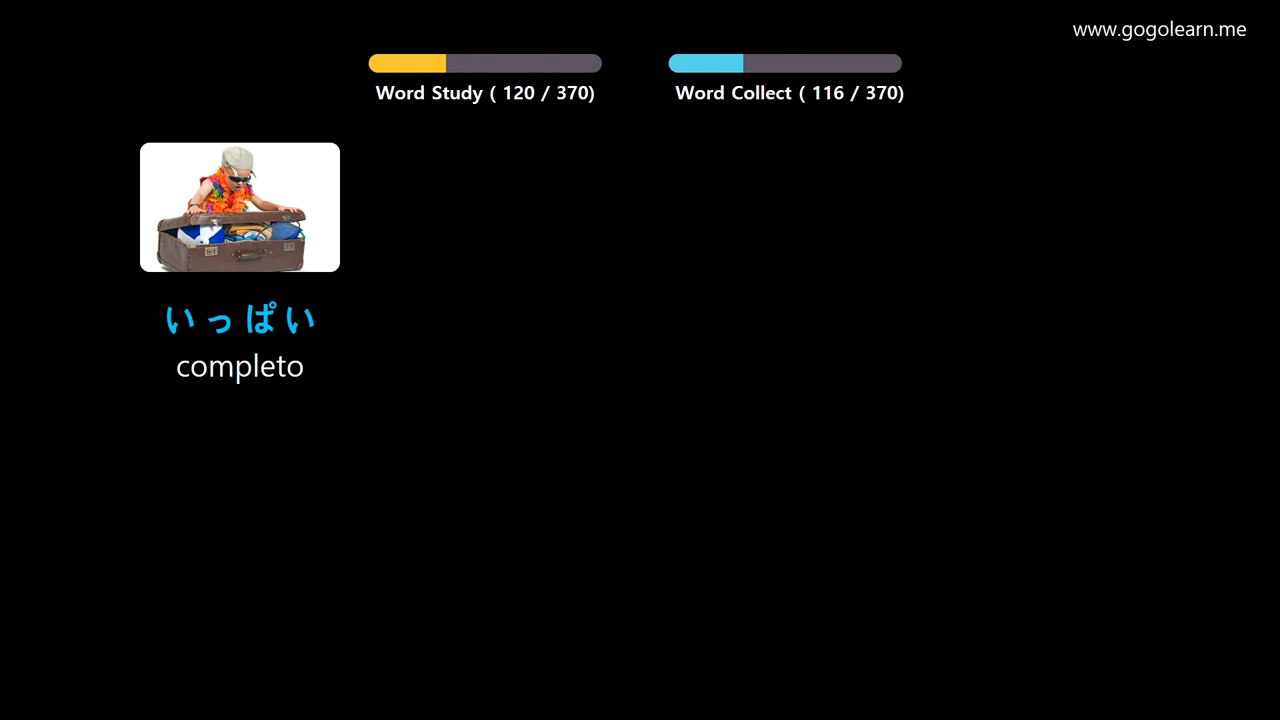 www.gogolearn.me
Word Study ( 120 / 370)
Word Collect ( 116 / 370)
いっぱい
completo